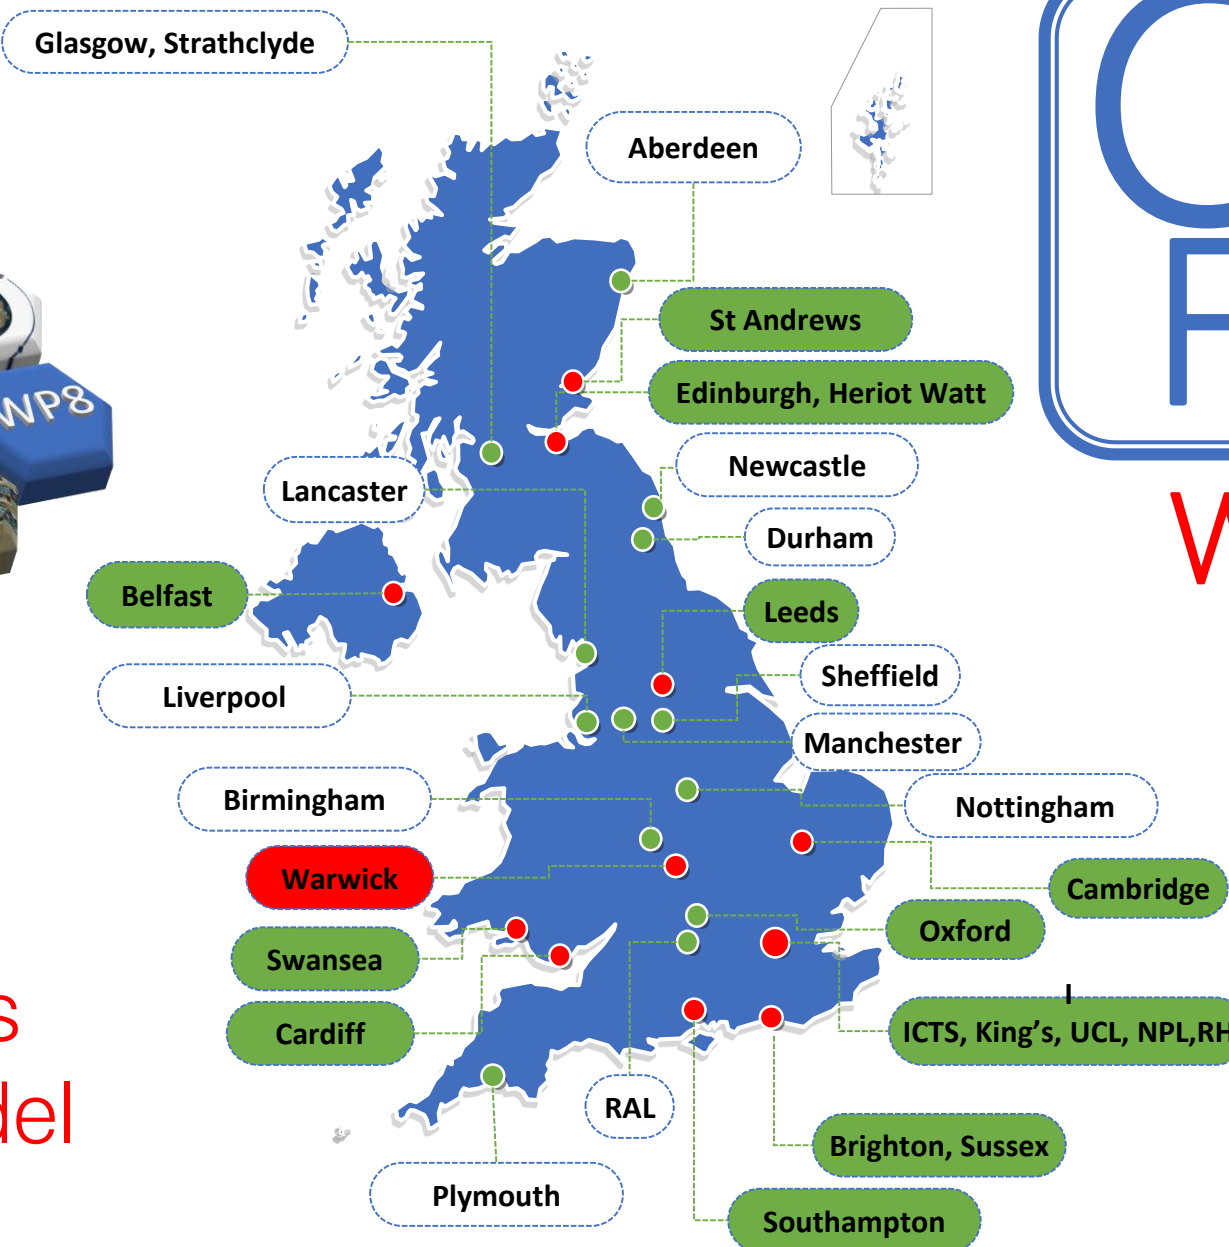 Glasgow, Strathclyde
Aberdeen
St Andrews
WP8
Edinburgh, Heriot Watt
Newcastle
Lancaster
Durham
Belfast
Leeds
Sheffield
Liverpool
Manchester
Birmingham
Nottingham
Warwick
Cambridge
Oxford
Swansea
ICTS, King's, UCL, NPL,RH
Cardiff
RAL
Brighton, Sussex
Plymouth
Southampton